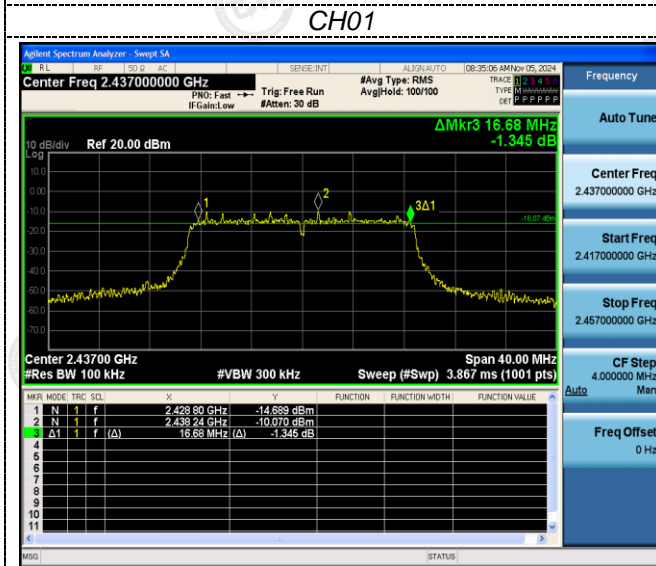 CH01
Agilent Spectrum Analyzer - Swept SA
RL RF 50 Ω AC SENSE:INT ALIGN AUTO 08:35:06 AM Nov 05, 2024
Center Freq 2.437000000 GHz
PNO: Fast
IFGain:Low
Trig: Free Run
#Atten: 30 dB
#Avg Type: RMS
Avg|Hold: 100/100
TRACE 1 2 3 4 5 6
TYPE M
DET P P P P P P
ΔMkr3 16.68 MHz
-1.345 dB
10 dB/div Ref 20.00 dBm
Log
10.0
0.00
-10.0
-20.0
-30.0
-40.0
-50.0
-60.0
-70.0
1
2
3Δ1
-16.07 dBm
Center 2.43700 GHz Span 40.00 MHz
#Res BW 100 kHz #VBW 300 kHz Sweep (#Swp) 3.867 ms (1001 pts)
MKR MODE TRC SCL X Y FUNCTION FUNCTION WIDTH FUNCTION VALUE
1 N 1 f 2.428 80 GHz -14.689 dBm
2 N 1 f 2.438 24 GHz -10.070 dBm
3 Δ1 1 f (Δ) 16.68 MHz (Δ) -1.345 dB
4
5
6
7
8
9
10
11
MSG STATUS
Frequency
Auto Tune
Center Freq
2.437000000 GHz
Start Freq
2.417000000 GHz
Stop Freq
2.457000000 GHz
CF Step
4.000000 MHz
Auto Man
Freq Offset
0 Hz